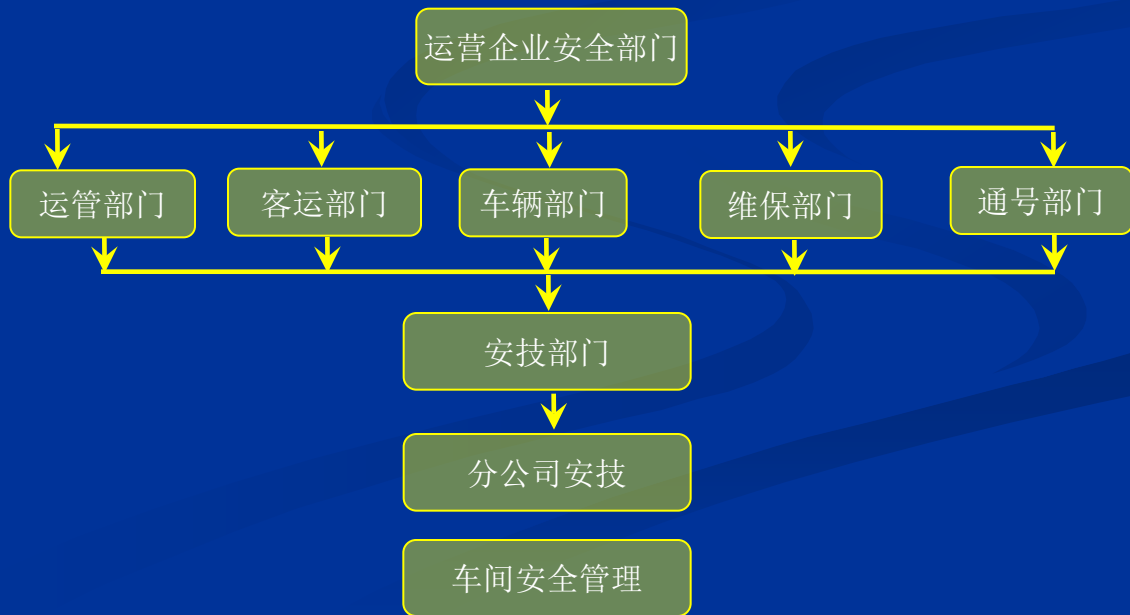 运营企业安全部门
运管部门
客运部门
车辆部门
维保部门
通号部门
安技部门
分公司安技
车间安全管理